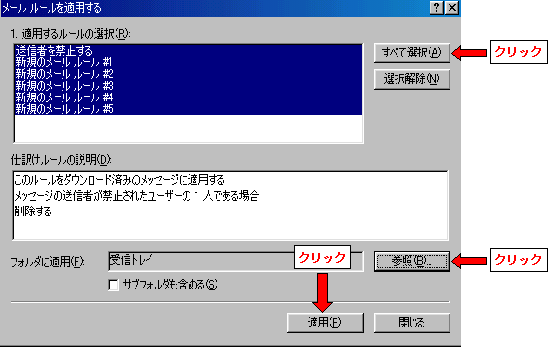 メール ルールを適用する
1. 適用するルールの選択(R):
送信者を禁止する
新規のメール ルール #1
新規のメール ルール #2
新規のメール ルール #3
新規のメール ルール #4
新規のメール ルール #5
すべて選択(A)
クリック
選択解除(N)
仕訳けルールの説明(D):
このルールをダウンロード済みのメッセージに適用する
メッセージの送信者が禁止されたユーザーの 1 人である場合
削除する
フォルダに適用(F):
受信トレイ
クリック
参照(B)...
クリック
サブフォルダも含める(S)
適用(P)
閉じる